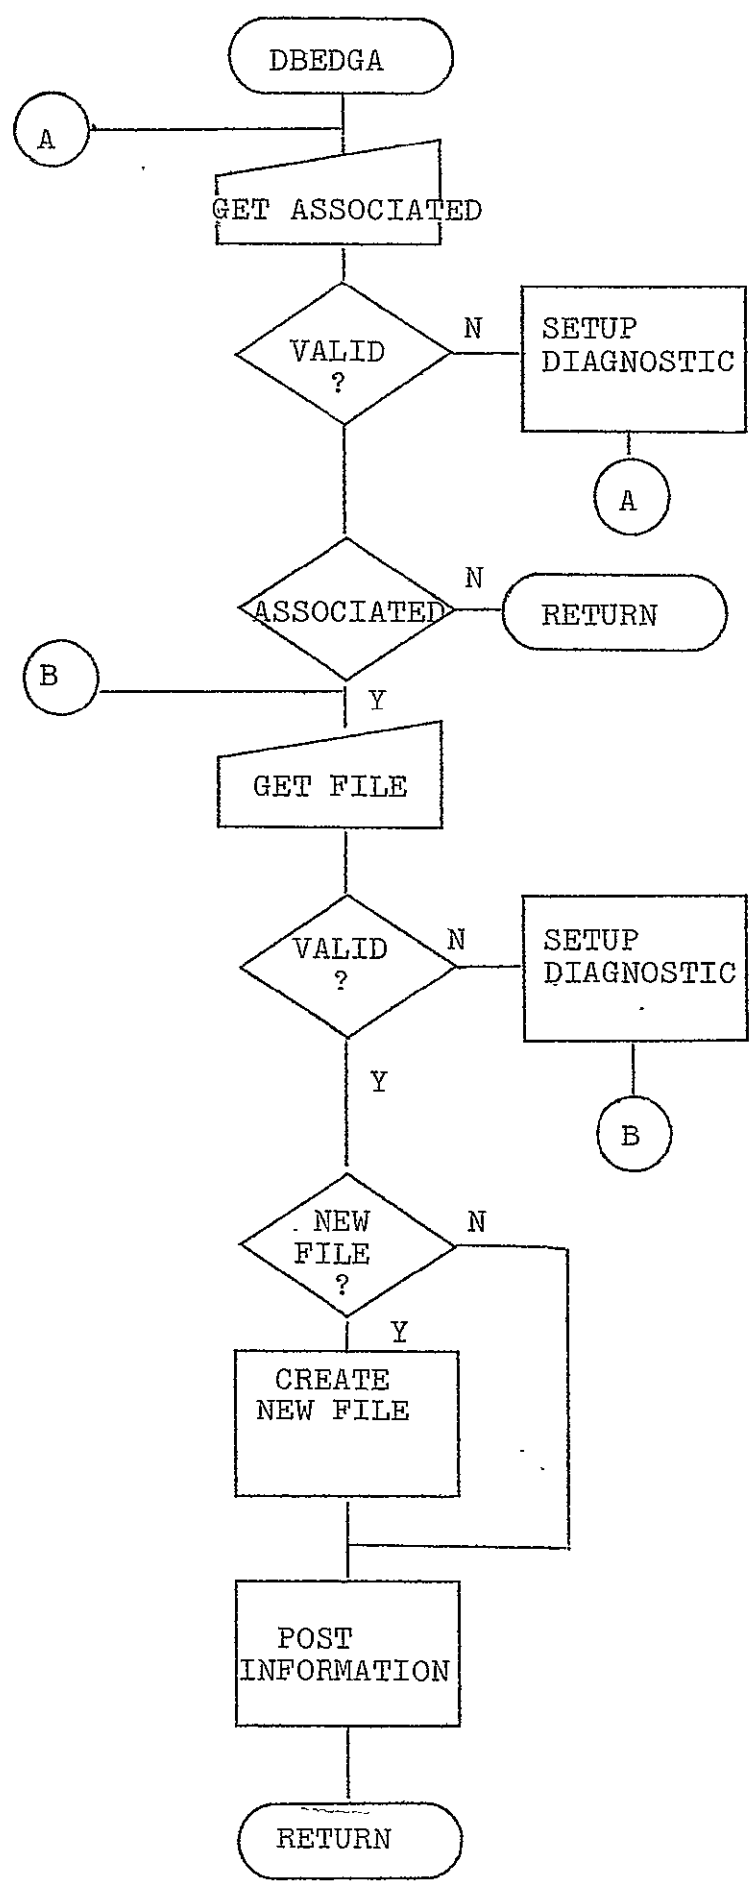 DBEDGA
A
GET ASSOCIATED
VALID
?
N
SETUP
DIAGNOSTIC
A
ASSOCIATED
N
RETURN
B
Y
GET FILE
VALID
?
N
SETUP
DIAGNOSTIC
Y
B
NEW
FILE
?
N
Y
CREATE
NEW FILE
POST
INFORMATION
RETURN